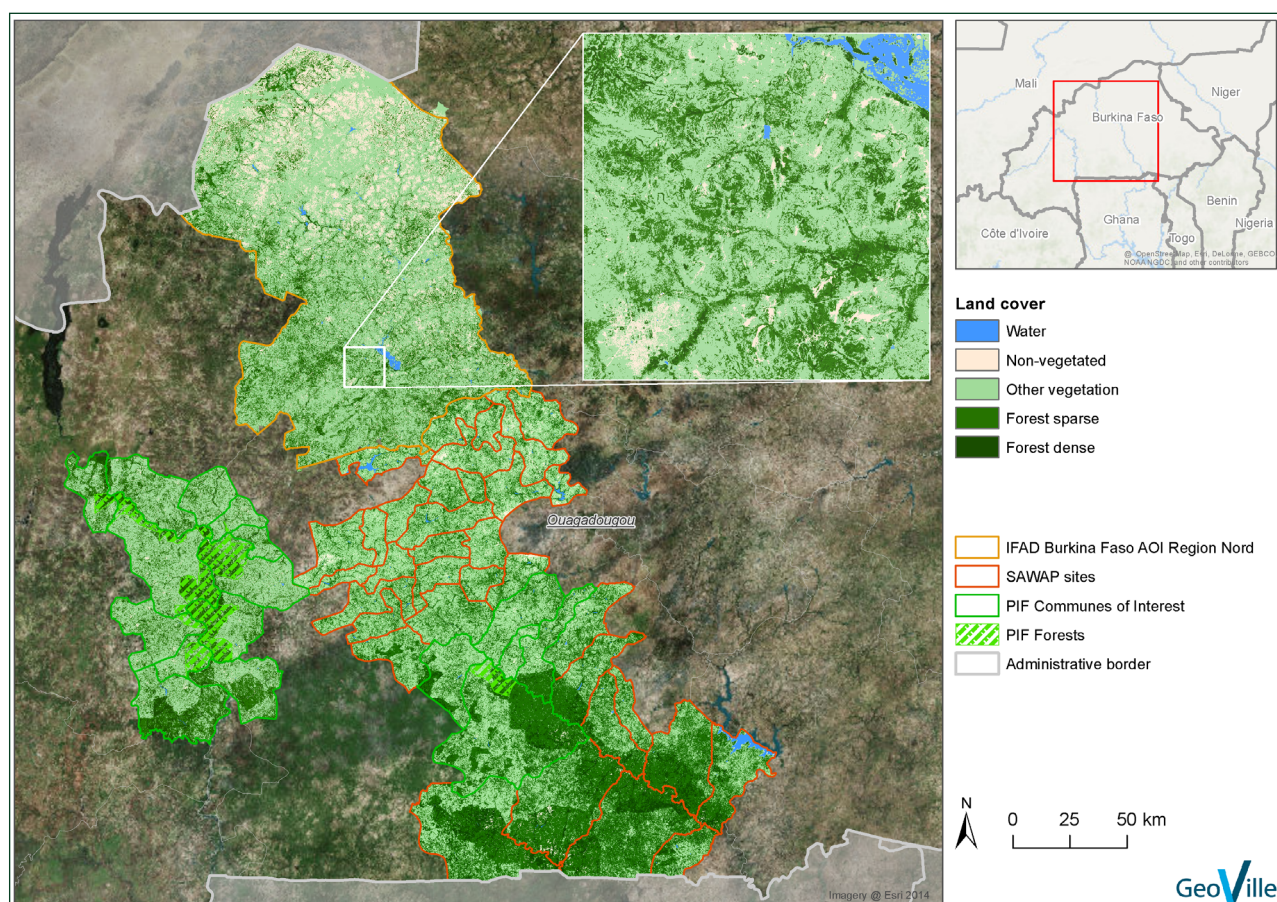 Ouagadougou
Imagery @ Esri 2014
Mali
Niger
Burkina Faso
Benin
Ghana
Togo
Nigeria
Côte d'Ivoire
@ OpenStreetMap, Esri, DeLorme, GEBCO,
NOAA NGDC, and other contributors
Land cover
Water
Non-vegetated
Other vegetation
Forest sparse
Forest dense
IFAD Burkina Faso AOI Region Nord
SAWAP sites
PIF Communes of Interest
PIF Forests
Administrative border
N
0 25 50 km
GeoVille